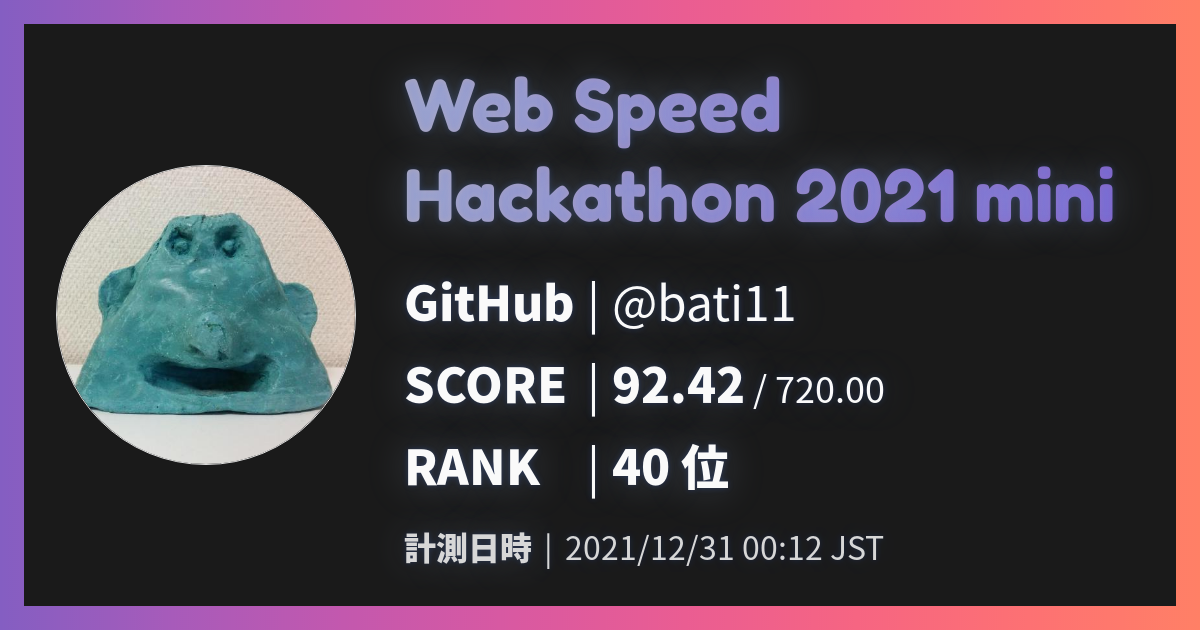 Web Speed
Hackathon 2021 mini
GitHub | @bati11
SCORE | 92.42 / 720.00
RANK | 40 位
計測日時 | 2021/12/31 00:12 JST